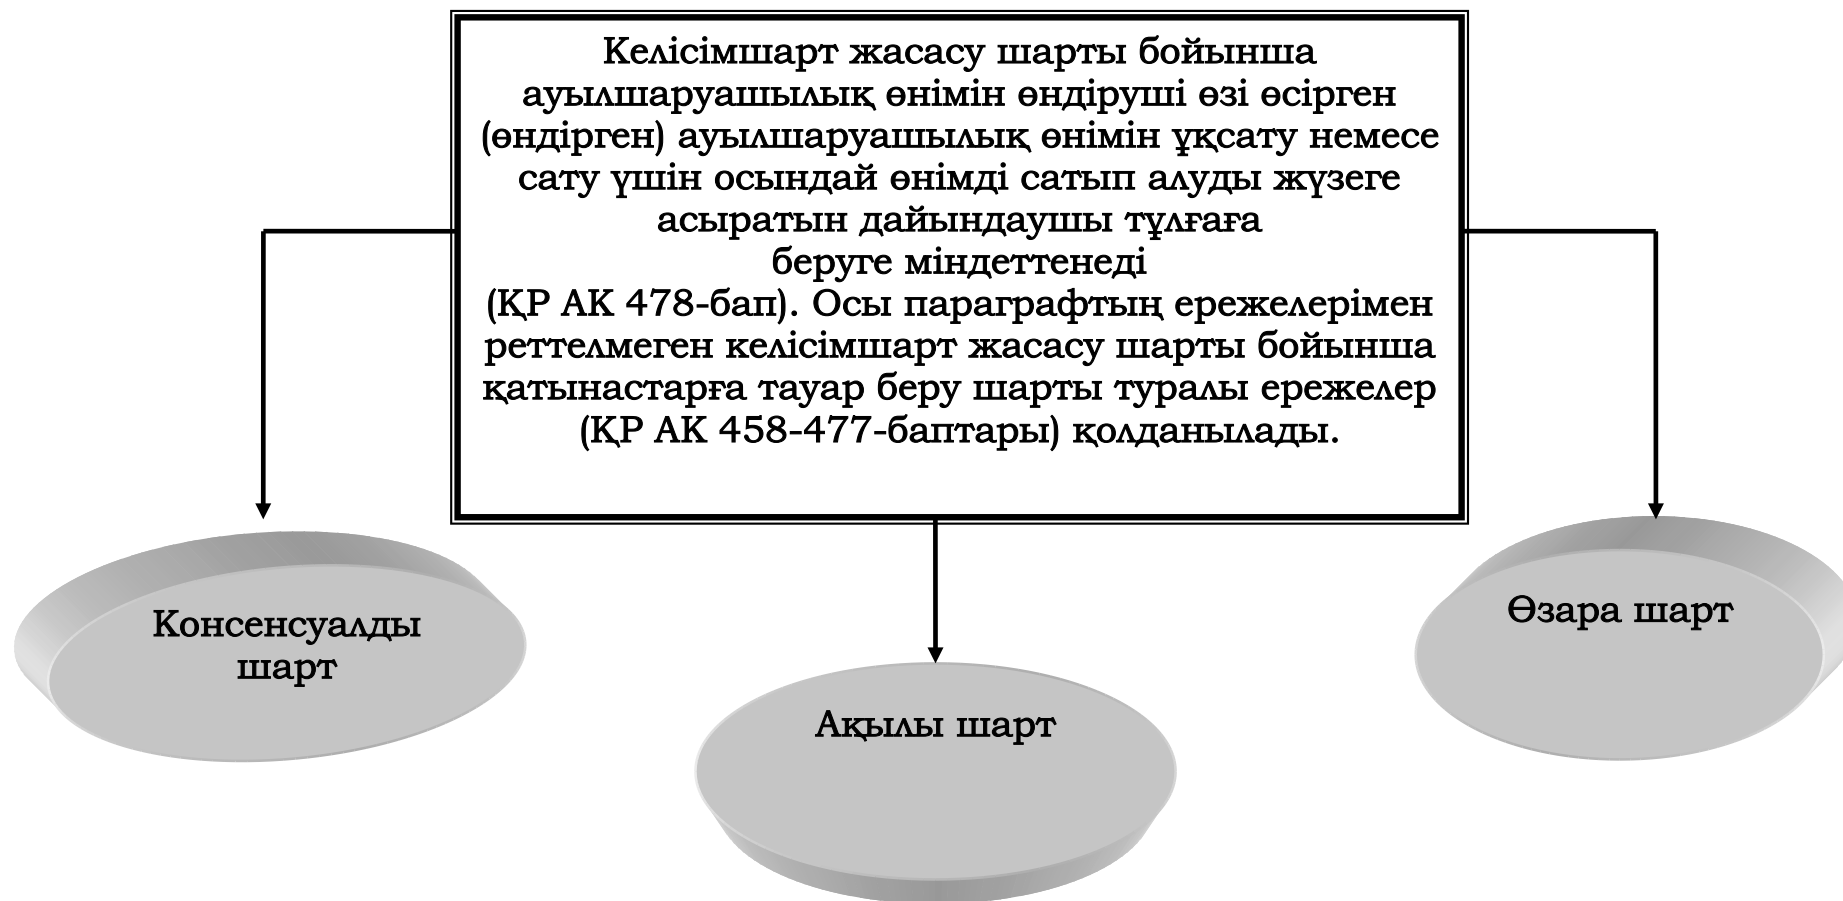 Келісімшарт жасасу шарты бойынша
ауылшаруашылық өнімін өндіруші өзі өсірген
(өндірген) ауылшаруашылық өнімін ұқсату немесе
сату үшін осындай өнімді сатып алуды жүзеге
асыратын дайындаушы тұлғаға
беруге міндеттенеді
(ҚР АК 478-бап). Осы параграфтың ережелерімен
реттелмеген келісімшарт жасасу шарты бойынша
қатынастарға тауар беру шарты туралы ережелер
(ҚР АК 458-477-баптары) қолданылады.
Консенсуалды
шарт
Ақылы шарт
Өзара шарт